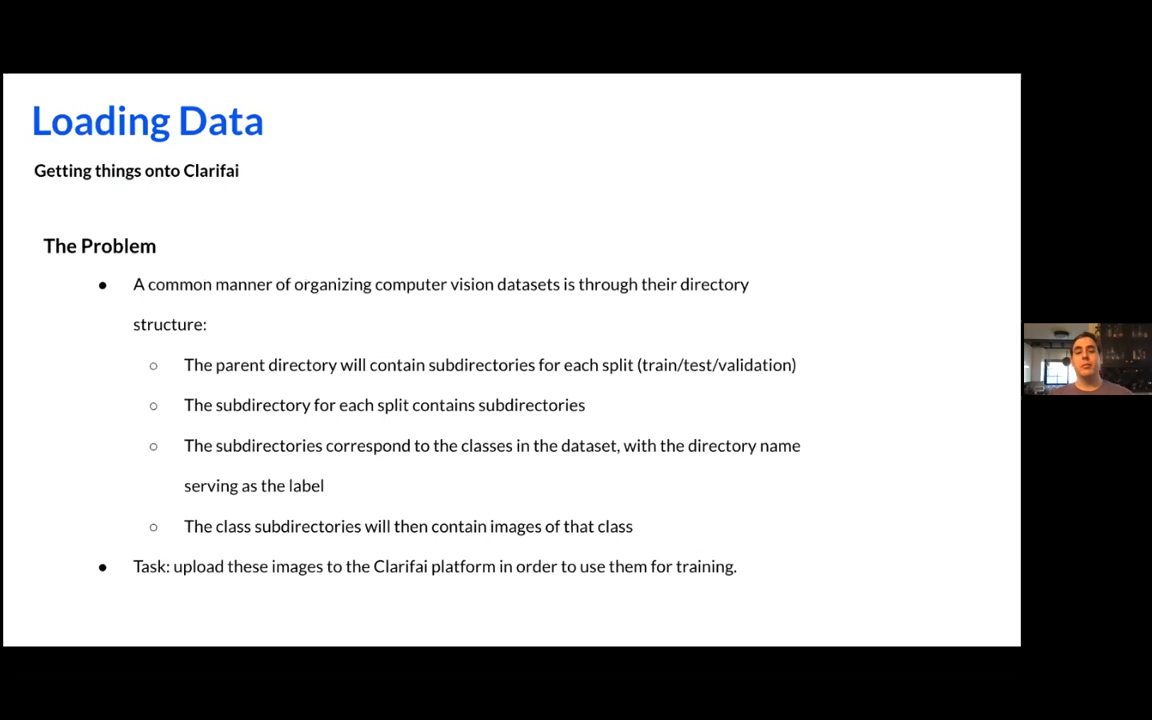 Loading Data
Getting things onto Clarifai
The Problem
● A common manner of organizing computer vision datasets is through their directory
structure:
○ The parent directory will contain subdirectories for each split (train/test/validation)
○ The subdirectory for each split contains subdirectories
○ The subdirectories correspond to the classes in the dataset, with the directory name
serving as the label
○ The class subdirectories will then contain images of that class
● Task: upload these images to the Clarifai platform in order to use them for training.